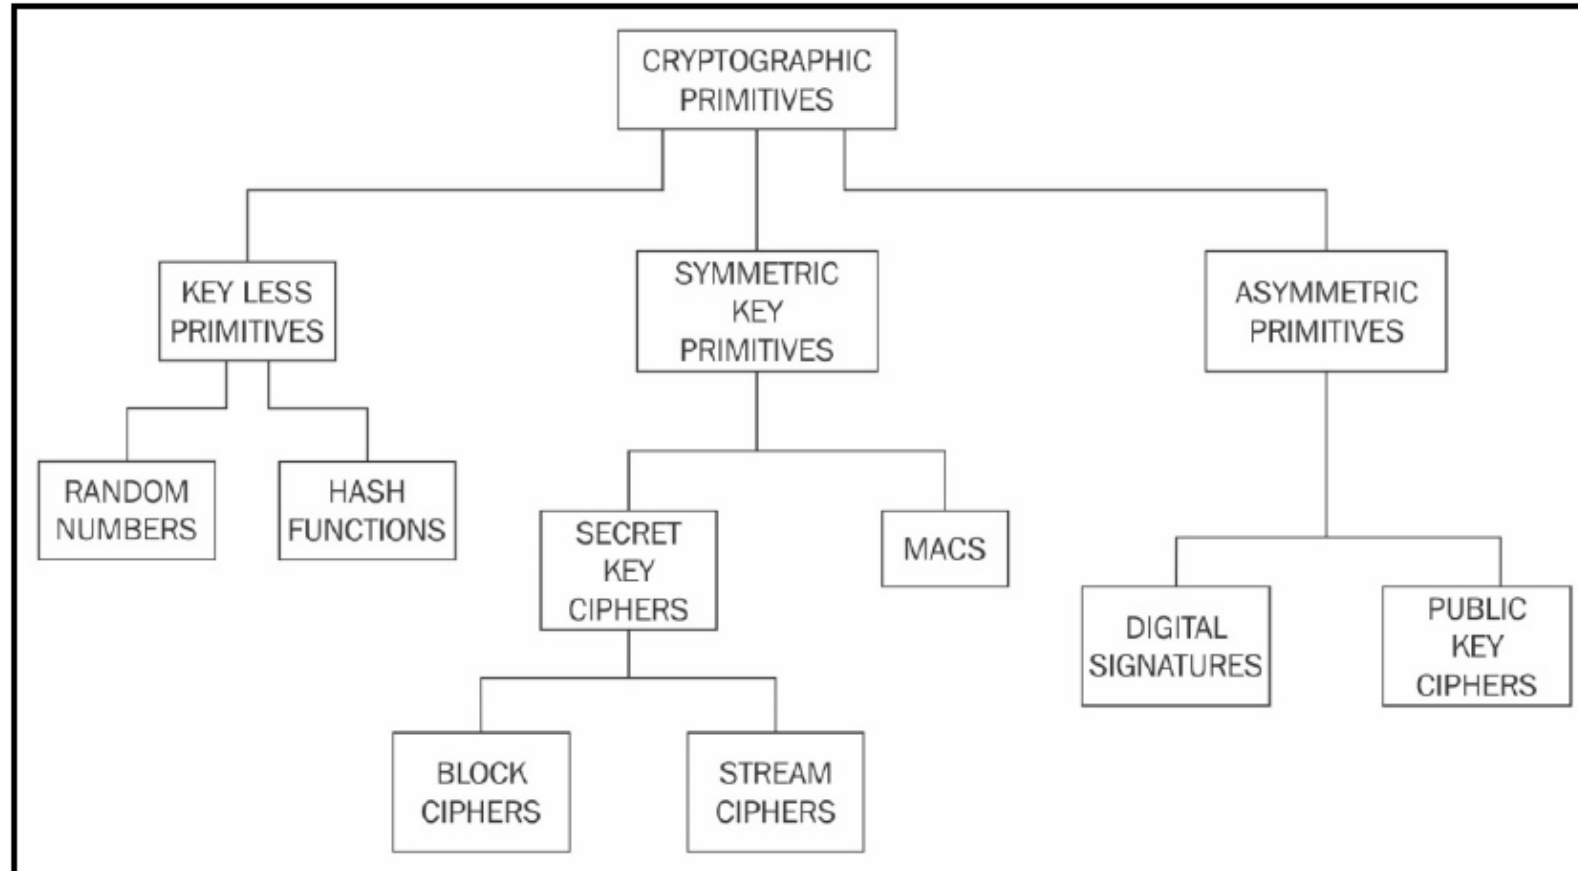 CRYPTOGRAPHIC
PRIMITIVES
KEY LESS
PRIMITIVES
SYMMETRIC
KEY
PRIMITIVES
ASYMMETRIC
PRIMITIVES
RANDOM
NUMBERS
HASH
FUNCTIONS
SECRET
KEY
CIPHERS
MACS
DIGITAL
SIGNATURES
PUBLIC
KEY
CIPHERS
BLOCK
CIPHERS
STREAM
CIPHERS